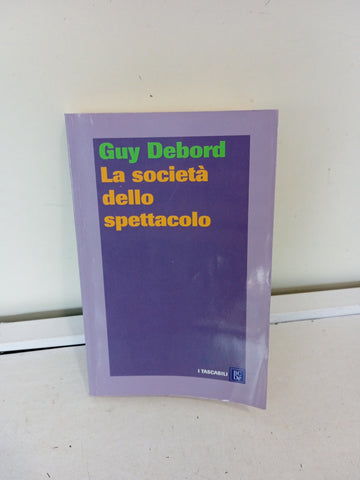 Guy Debord
La società
dello
spettacolo
I TASCABILI